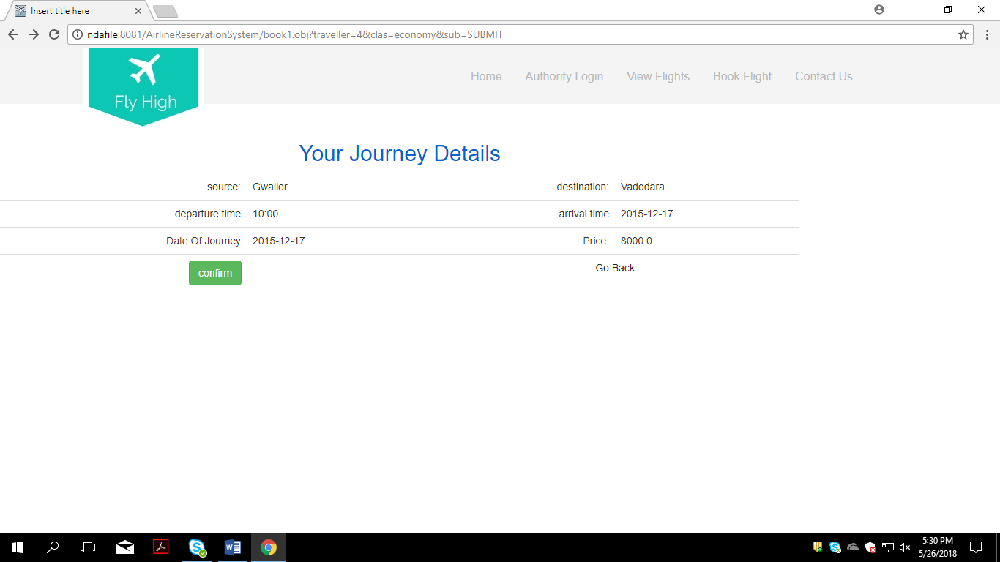 Insert title here
ndafile:8081/AirlineReservationSystem/book1.obj?traveller=4&clas=economy&sub=SUBMIT
Fly High
Home Authority Login View Flights Book Flight Contact Us
Your Journey Details
source: Gwalior destination: Vadodara
departure time 10:00 arrival time 2015-12-17
Date Of Journey 2015-12-17 Price: 8000.0
confirm Go Back
5:30 PM
5/26/2018